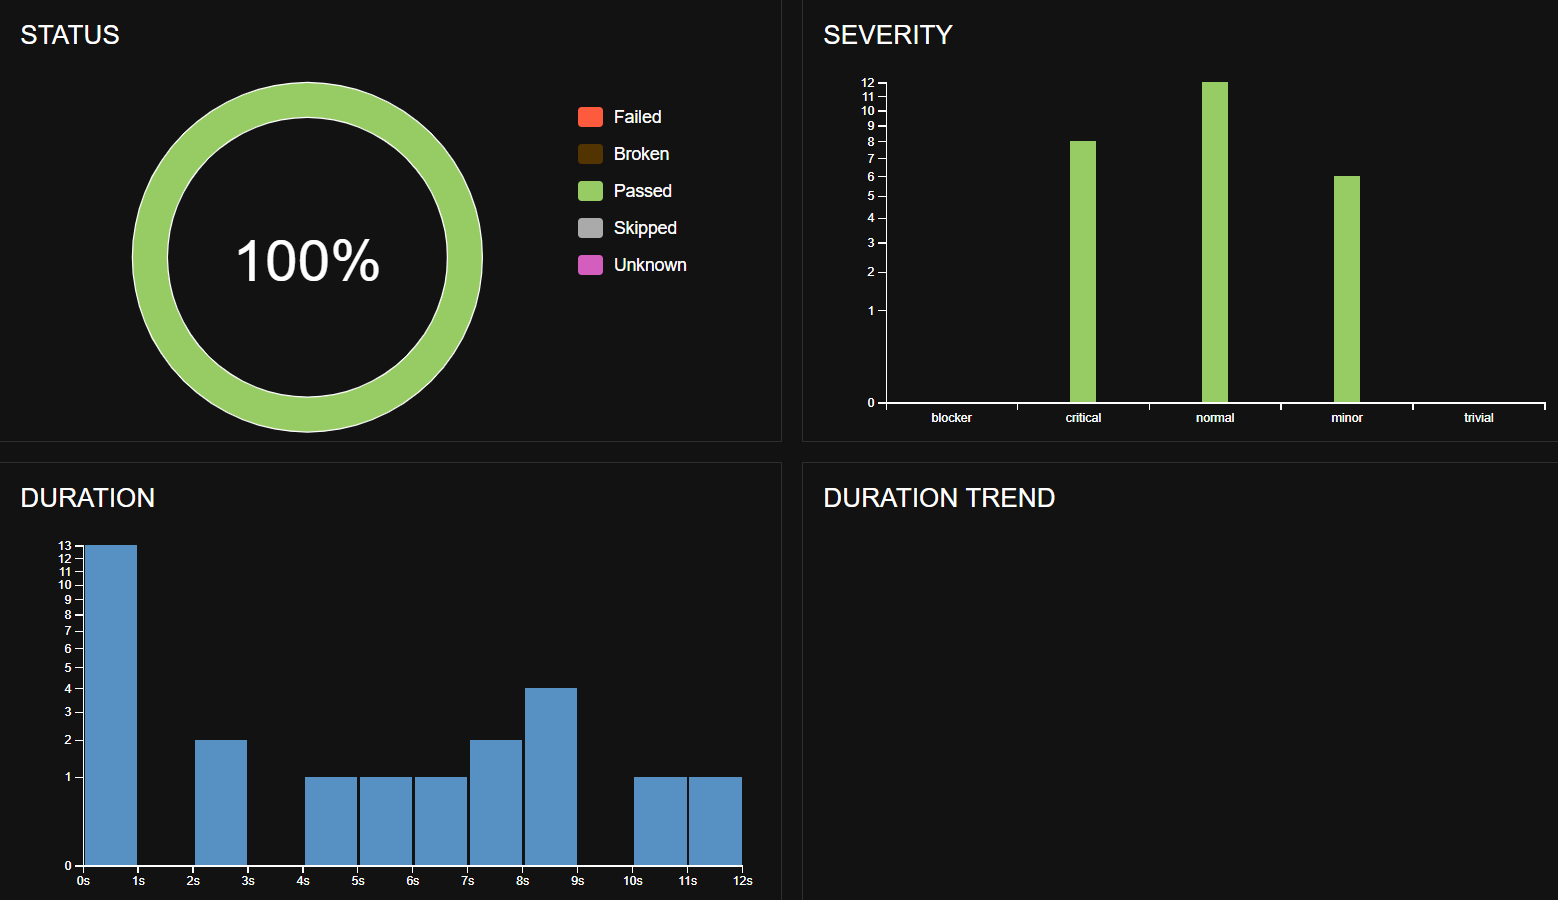 STATUS
100%
Failed
Broken
Passed
Skipped
Unknown
SEVERITY
12
11
10
9
8
7
6
5
4
3
2
1
0
blocker critical normal minor trivial
DURATION
13
12
11
10
9
8
7
6
5
4
3
2
1
0
0s 1s 2s 3s 4s 5s 6s 7s 8s 9s 10s 11s 12s
DURATION TREND